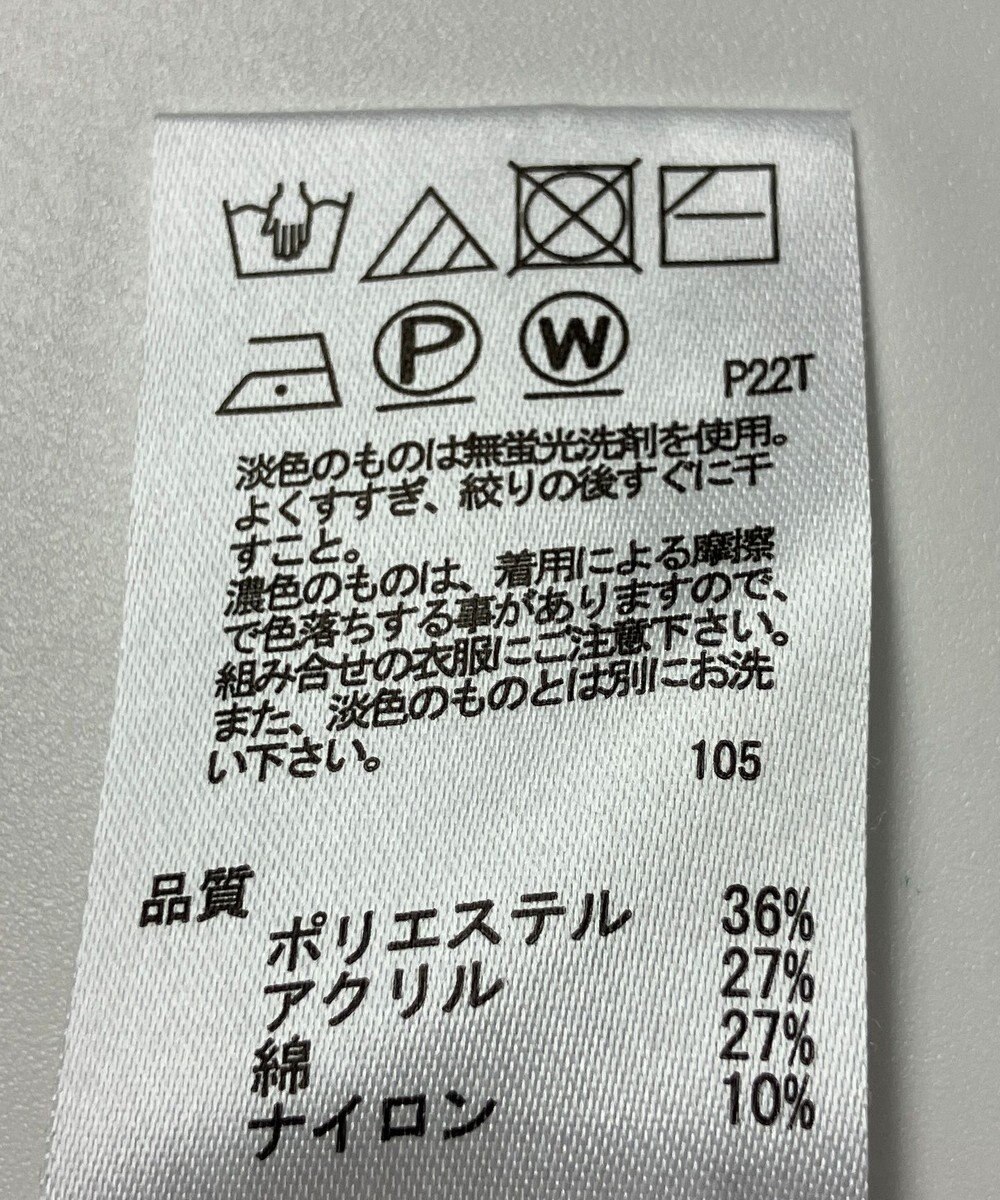 P W P22T
淡色のものは無蛍光洗剤を使用。
よくすすぎ、絞りの後すぐに干
すこと。
濃色のものは、着用による摩擦
で色落ちする事がありますので、
組み合せの衣服にご注意下さい。
また、淡色のものとは別にお洗
い下さい。 105
品質
ポリエステル 36%
アクリル 27%
綿 27%
ナイロン 10%